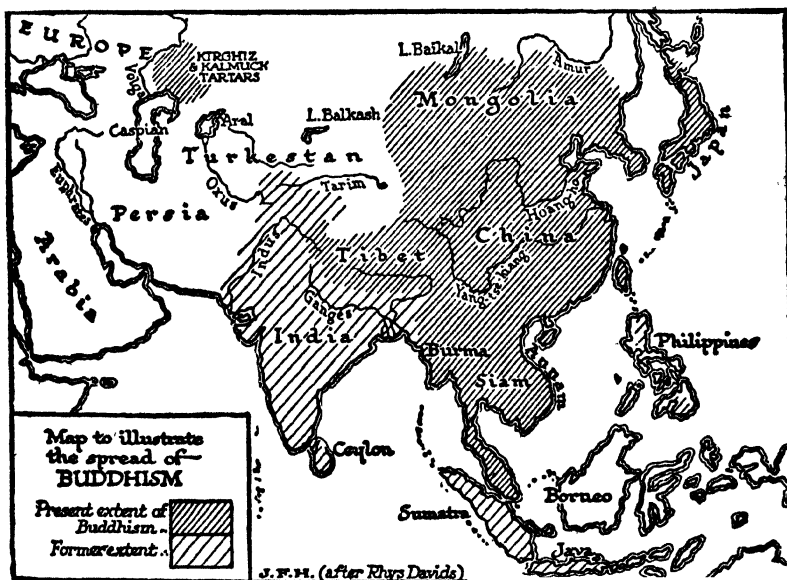 EUROPE
Volga
KIRGHIZ
& KALMUCK
TARTARS
L. Baikal
Amur
Mongolia
Caspian
Aral
L. Balkash
Turkestan
Oxus
Tarim
Euphrates
Persia
Arabia
Indus
Tibet
Ganges
India
Hoang-ho
China
Yang-tse-kiang
Japan
Burma
Siam
Annam
Philippines
Ceylon
Sumatra
Borneo
Java
Map to illustrate
the spread of
BUDDHISM
Present extent of
Buddhism
Former extent
J.F.H. (after Rhys Davids)